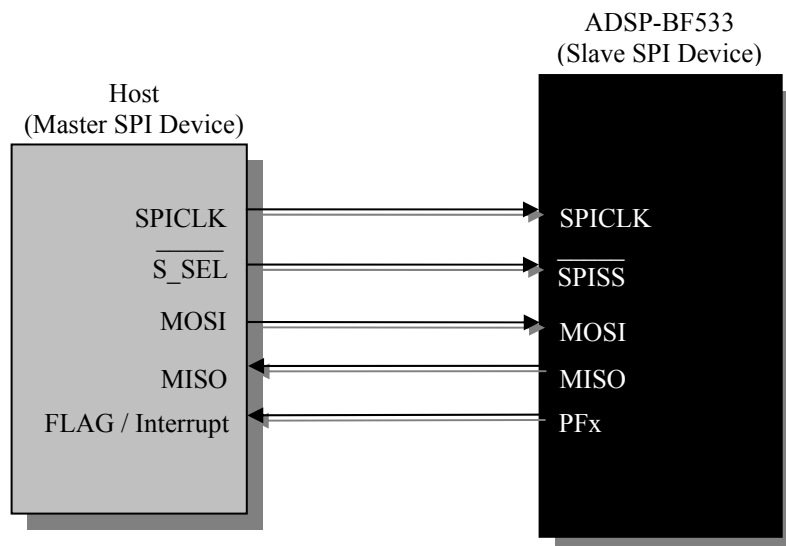 ADSP-BF533
(Slave SPI Device)
Host
(Master SPI Device)
SPICLK
S_SEL
MOSI
MISO
FLAG / Interrupt
SPICLK
SPISS
MOSI
MISO
PFx